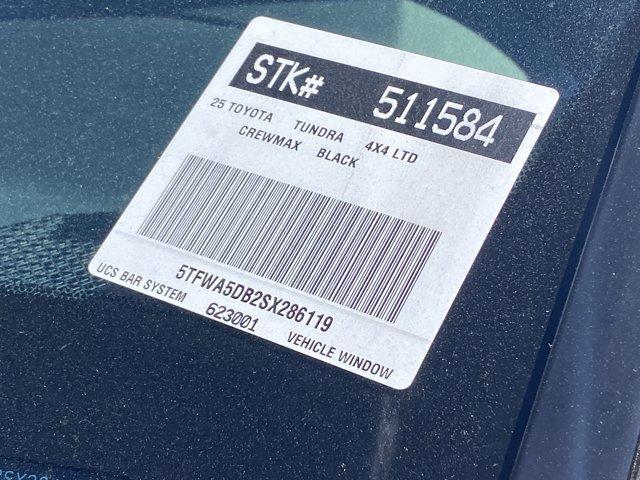 STK# 511584
25 TOYOTA TUNDRA 4X4 LTD
CREWMAX BLACK
5TFWA5DB2SX286119
UCS BAR SYSTEM 623001 VEHICLE WINDOW